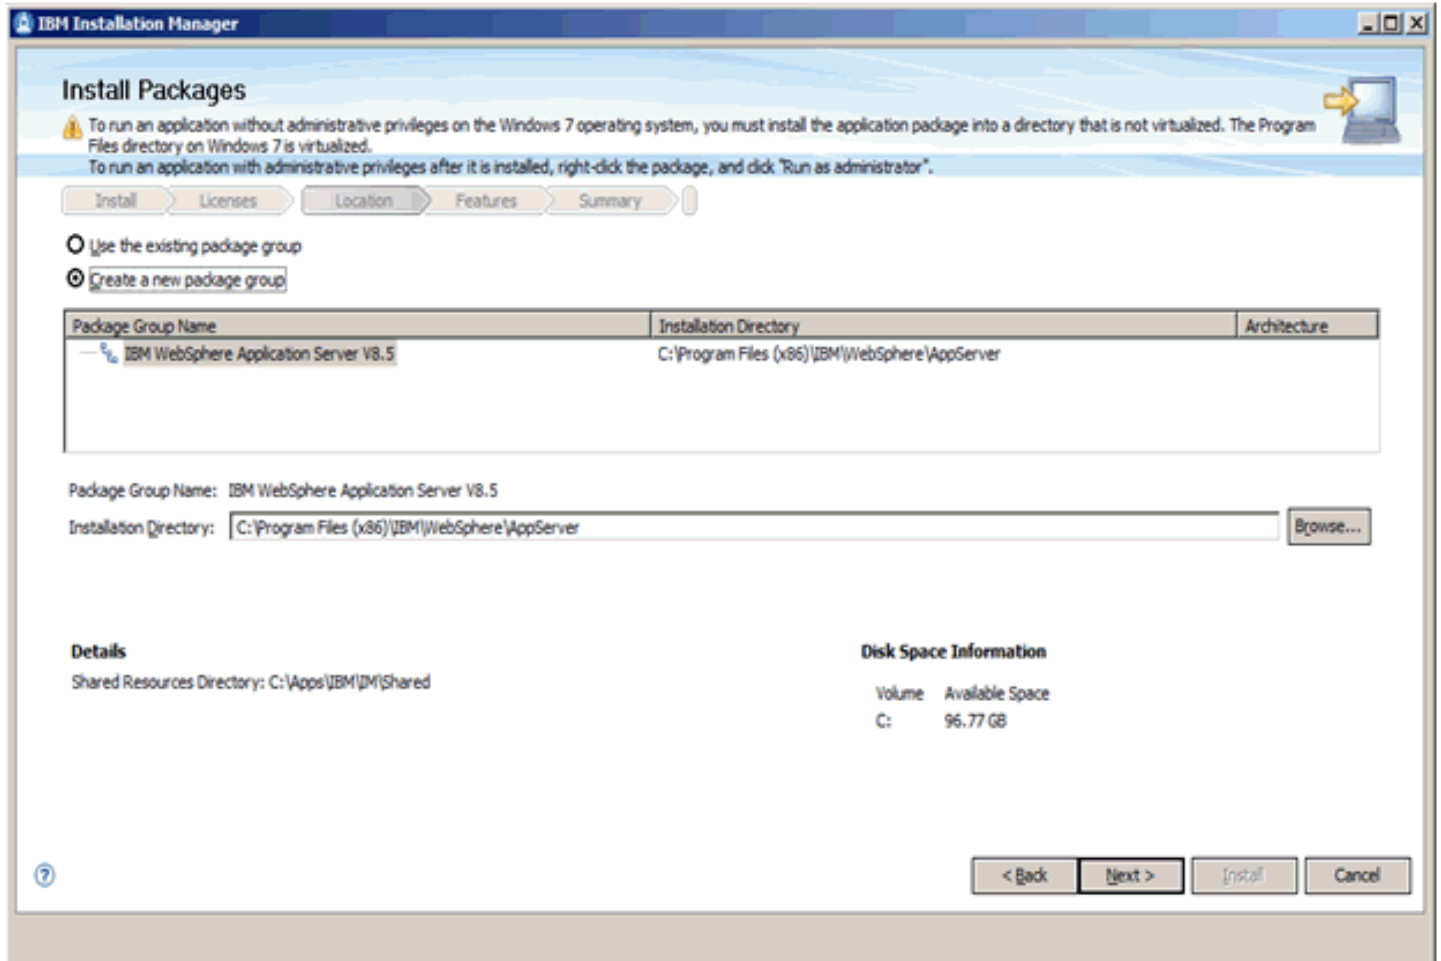 IBM Installation Manager
Install Packages
To run an application without administrative privileges on the Windows 7 operating system, you must install the application package into a directory that is not virtualized. The Program
Files directory on Windows 7 is virtualized.
To run an application with administrative privileges after it is installed, right-click the package, and click "Run as administrator".
Install Licenses Location Features Summary
Use the existing package group
Create a new package group
Package Group Name Installation Directory Architecture
IBM WebSphere Application Server V8.5 C:\Program Files (x86)\IBM\WebSphere\AppServer
Package Group Name: IBM WebSphere Application Server V8.5
Installation Directory: C:\Program Files (x86)\IBM\WebSphere\AppServer Browse...
Details Disk Space Information
Shared Resources Directory: C:\Apps\IBM\IM\Shared
Volume Available Space
C: 96.77 GB
? < Back Next > Install Cancel